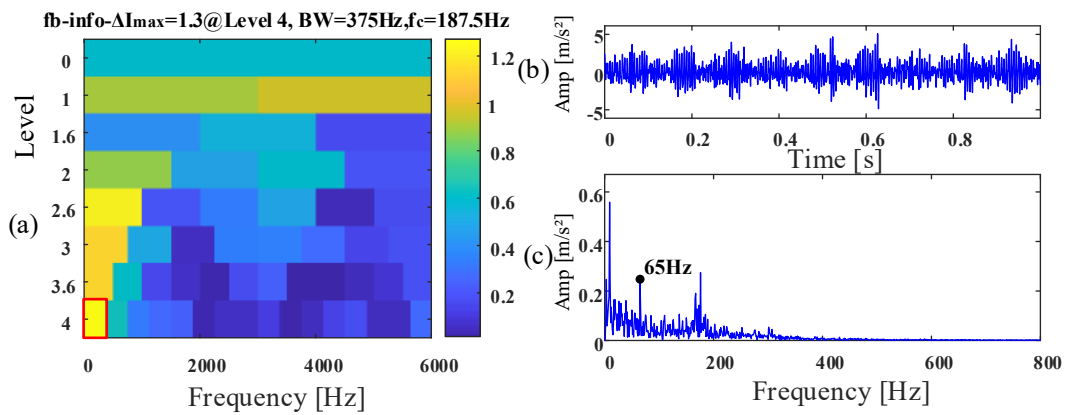 fb-info-ΔImax=1.3@Level 4, BW=375Hz,fc=187.5Hz
(a)
Level
0
1
1.6
2
2.6
3
3.6
4
0 2000 4000 6000
Frequency [Hz]
1.2
1
0.8
0.6
0.4
0.2
(b)
Amp [m/s²]
5
0
-5
0 0.2 0.4 0.6 0.8
Time [s]
(c)
Amp [m/s²]
0.6
0.4
0.2
0
65Hz
0 200 400 600 800
Frequency [Hz]